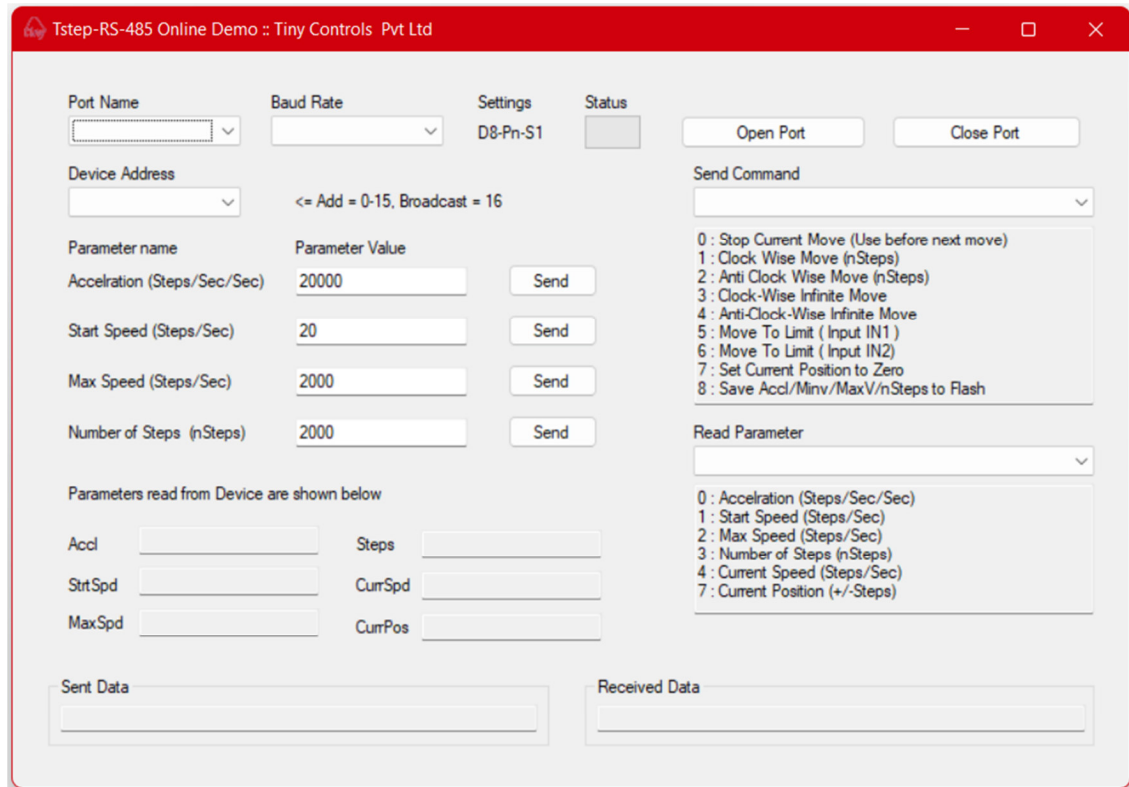 Tstep-RS-485 Online Demo :: Tiny Controls Pvt Ltd
Port Name
Baud Rate
Settings
Status
D8-Pn-S1
Open Port
Close Port
Device Address
<= Add = 0-15, Broadcast = 16
Send Command
Parameter name
Parameter Value
Accelration (Steps/Sec/Sec)
20000
Send
Start Speed (Steps/Sec)
20
Send
Max Speed (Steps/Sec)
2000
Send
Number of Steps (nSteps)
2000
Send
0 : Stop Current Move (Use before next move)
1 : Clock Wise Move (nSteps)
2 : Anti Clock Wise Move (nSteps)
3 : Clock-Wise Infinite Move
4 : Anti-Clock-Wise Infinite Move
5 : Move To Limit ( Input IN1 )
6 : Move To Limit ( Input IN2)
7 : Set Current Position to Zero
8 : Save Accl/Minv/MaxV/nSteps to Flash
Read Parameter
0 : Accelration (Steps/Sec/Sec)
1 : Start Speed (Steps/Sec)
2 : Max Speed (Steps/Sec)
3 : Number of Steps (nSteps)
4 : Current Speed (Steps/Sec)
7 : Current Position (+/-Steps)
Parameters read from Device are shown below
Accl
Steps
StrtSpd
CurrSpd
MaxSpd
CurrPos
Sent Data
Received Data